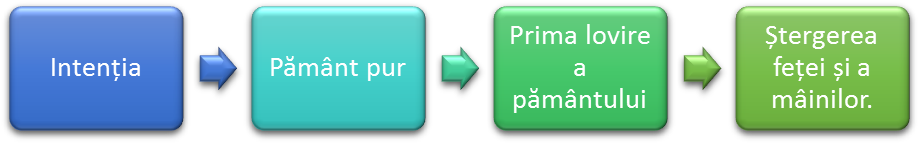 Intenția
Pământ pur
Prima lovire
a
pământului
Ștergerea
feței și a
mâinilor.